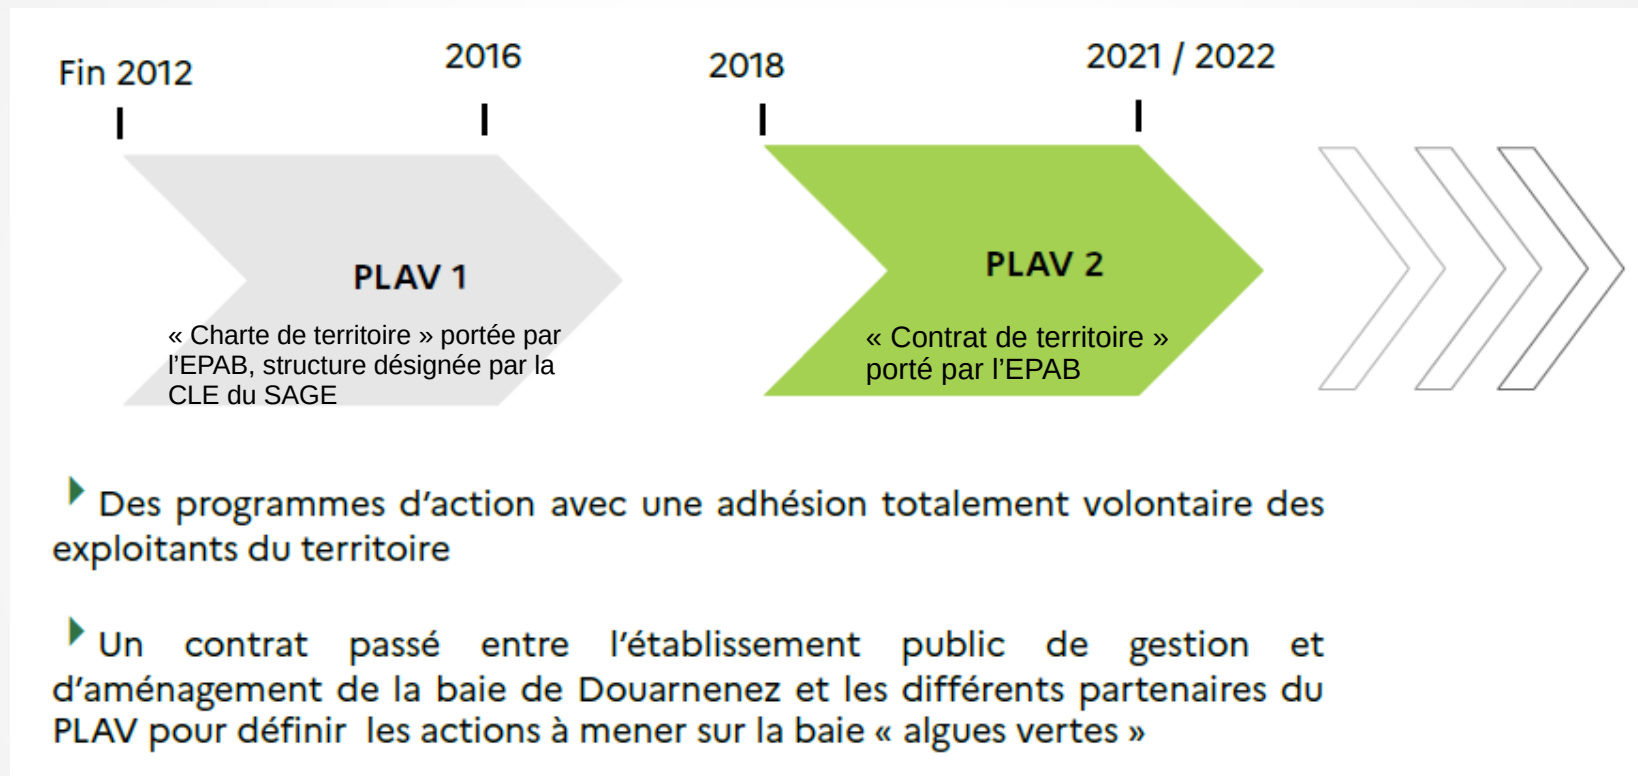 Fin 2012
2016
2018
2021 / 2022
PLAV 1
« Charte de territoire » portée par
l’EPAB, structure désignée par la
CLE du SAGE
PLAV 2
« Contrat de territoire »
porté par l’EPAB
Des programmes d’action avec une adhésion totalement volontaire des
exploitants du territoire
Un contrat passé entre l’établissement public de gestion et
d’aménagement de la baie de Douarnenez et les différents partenaires du
PLAV pour définir les actions à mener sur la baie « algues vertes »